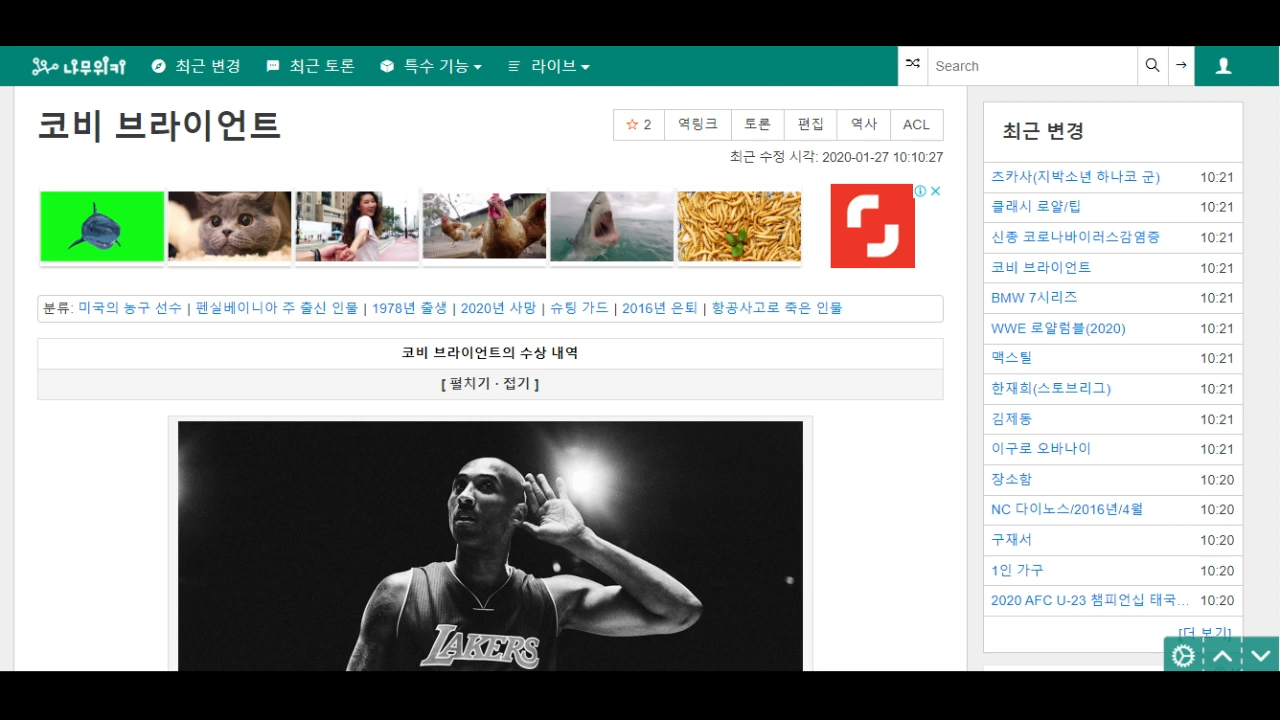 나무위키 최근 변경 최근 토론 특수 기능 라이브 Search
코비 브라이언트
2 역링크 토론 편집 역사 ACL
최근 수정 시각: 2020-01-27 10:10:27
분류: 미국의 농구 선수 | 펜실베이니아 주 출신 인물 | 1978년 출생 | 2020년 사망 | 슈팅 가드 | 2016년 은퇴 | 항공사고로 죽은 인물
코비 브라이언트의 수상 내역
[ 펼치기 · 접기 ]
LAKERS
최근 변경
즈카사(지박소년 하나코 군) 10:21
클래시 로얄/팁 10:21
신종 코로나바이러스감염증 10:21
코비 브라이언트 10:21
BMW 7시리즈 10:21
WWE 로얄럼블(2020) 10:21
맥스틸 10:21
한재희(스토브리그) 10:21
김제동 10:21
이구로 오바나이 10:21
장소함 10:20
NC 다이노스/2016년/4월 10:20
구재서 10:20
1인 가구 10:20
2020 AFC U-23 챔피언십 태국... 10:20
[더 보기]